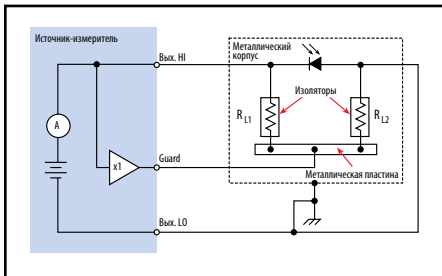 Источник-измеритель
Вых. HI
Металлический
корпус
A
Изоляторы
R L1
R L2
x1
Guard
Металлическая пластина
Вых. LO